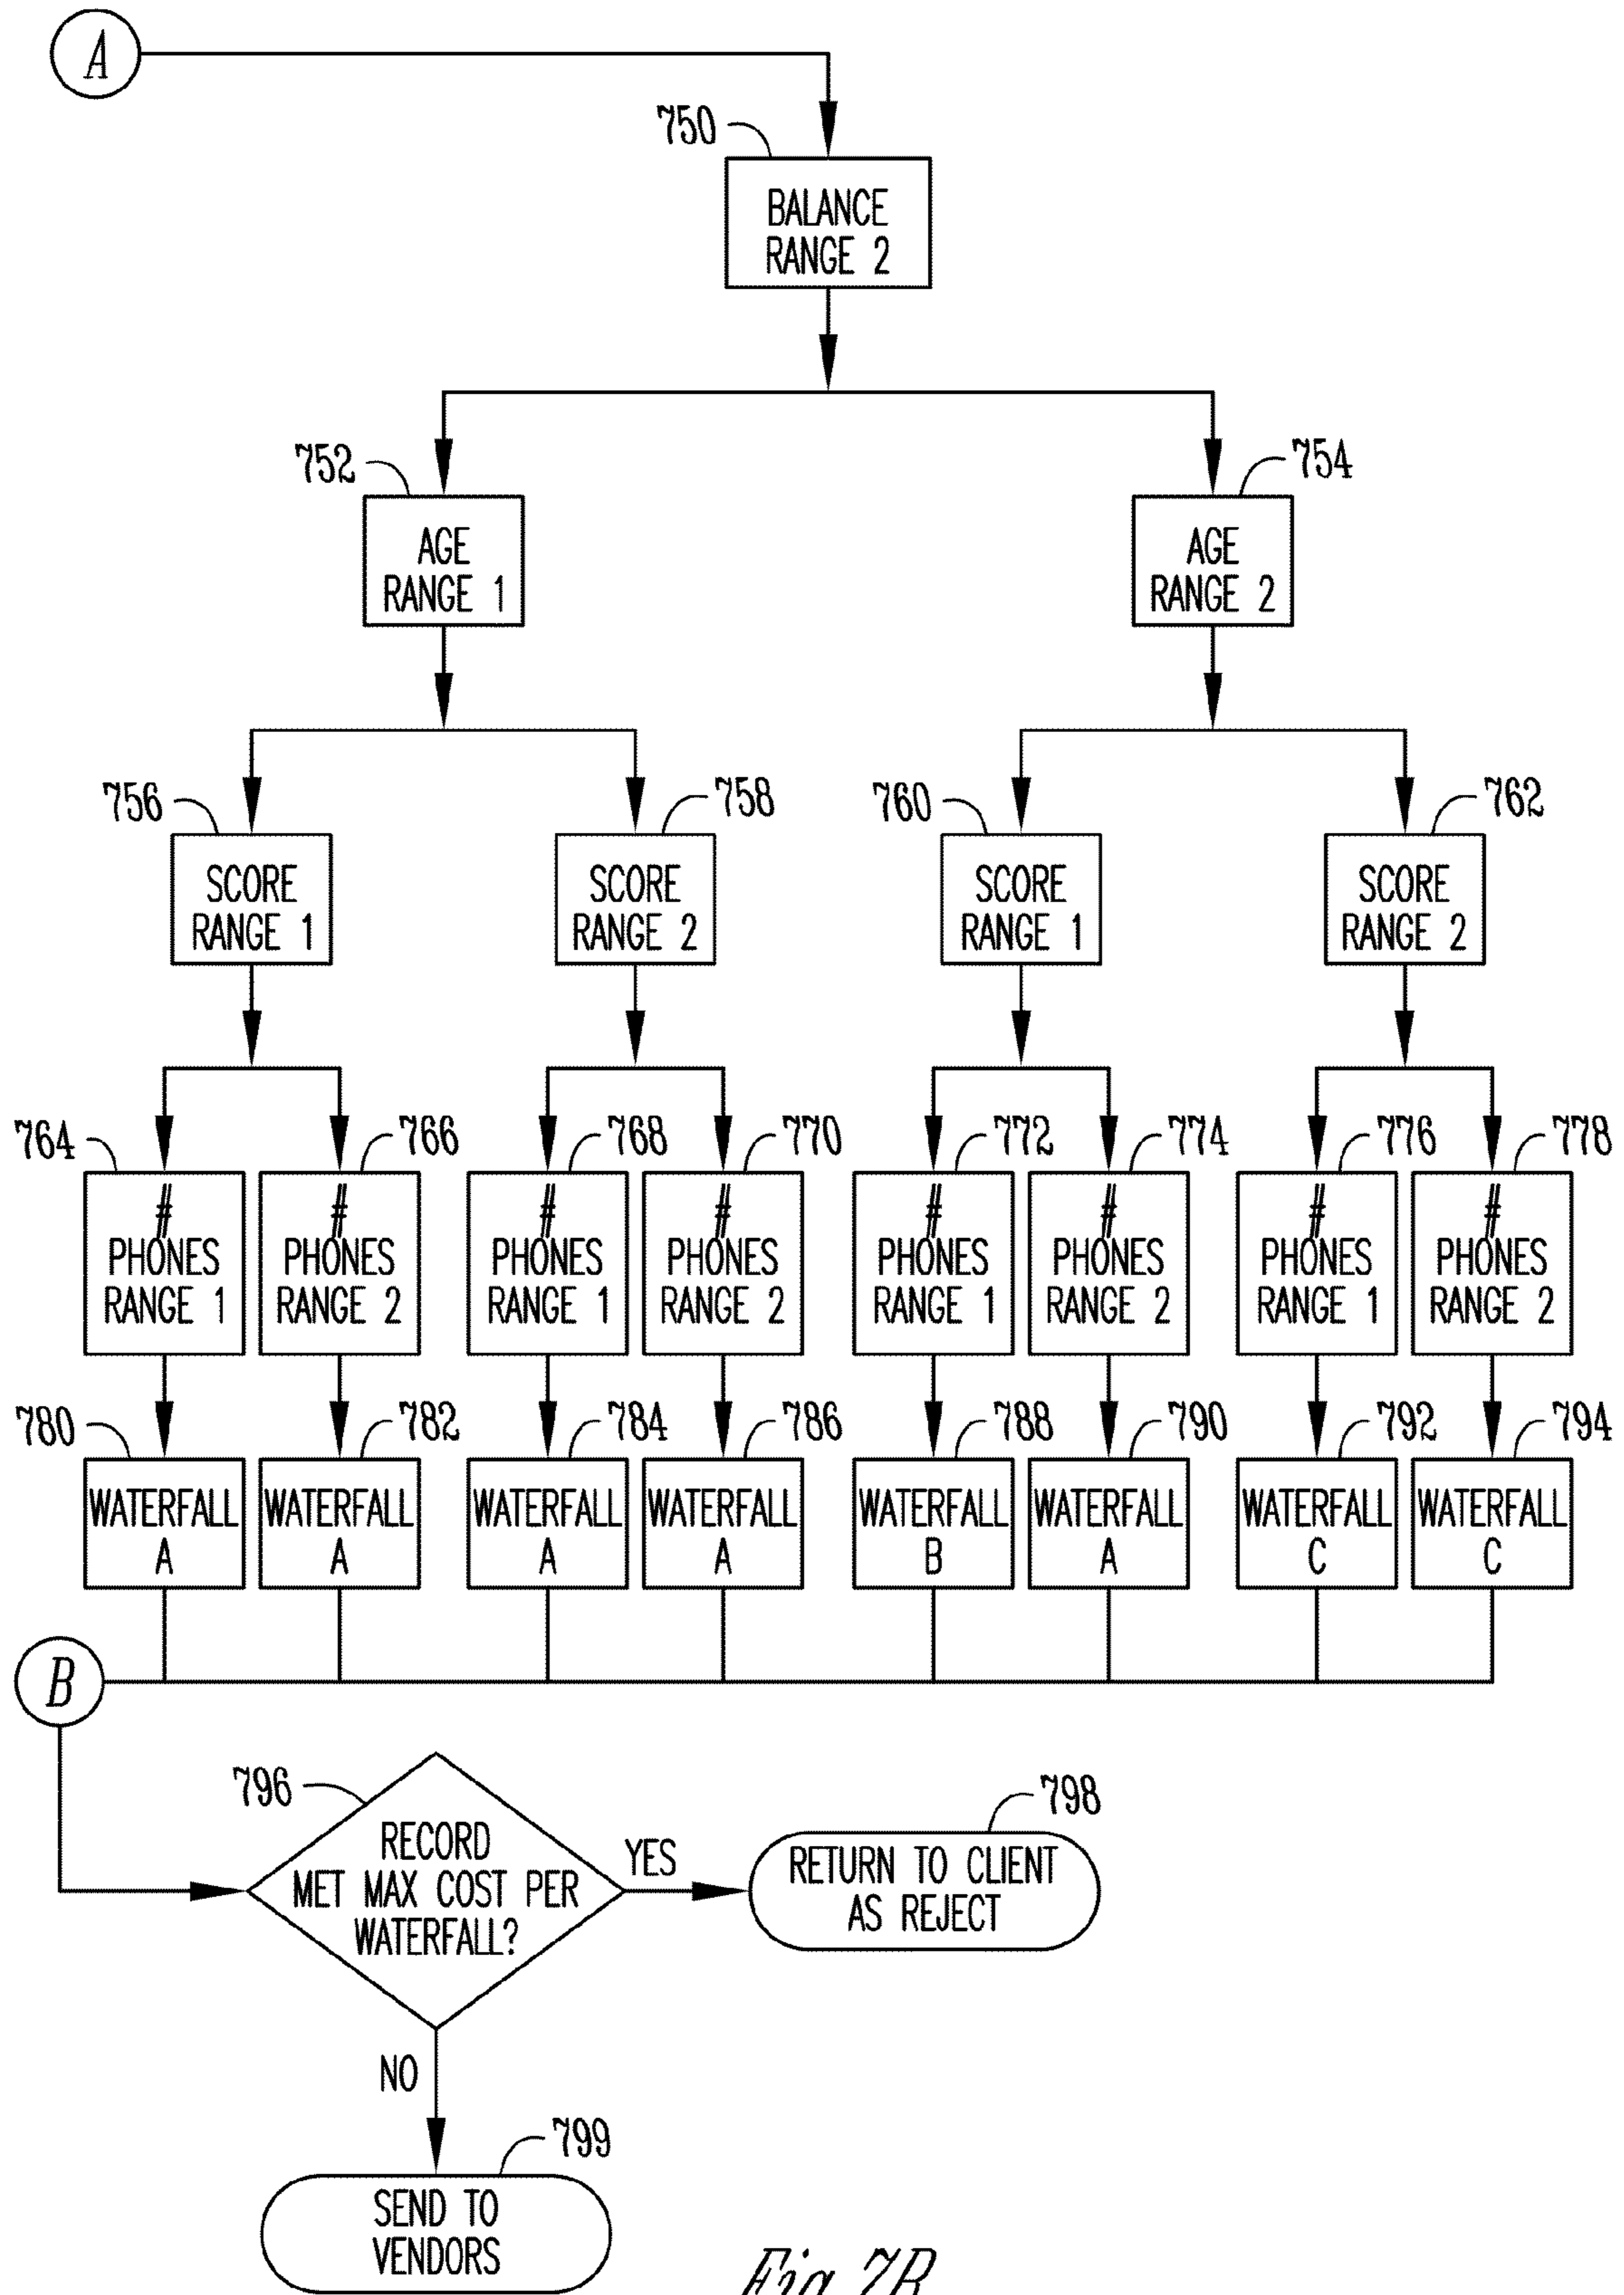 A
750
BALANCE
RANGE 2
752
754
AGE
RANGE 1
AGE
RANGE 2
756
758
760
762
SCORE
RANGE 1
SCORE
RANGE 2
SCORE
RANGE 1
SCORE
RANGE 2
764
766
768
770
772
774
776
778
#
PHONES
RANGE 1
#
PHONES
RANGE 2
#
PHONES
RANGE 1
#
PHONES
RANGE 2
#
PHONES
RANGE 1
#
PHONES
RANGE 2
#
PHONES
RANGE 1
#
PHONES
RANGE 2
780
782
784
786
788
790
792
794
WATERFALL
A
WATERFALL
A
WATERFALL
A
WATERFALL
A
WATERFALL
B
WATERFALL
A
WATERFALL
C
WATERFALL
C
B
796
RECORD
MET MAX COST PER
WATERFALL?
YES
798
RETURN TO CLIENT
AS REJECT
NO
799
SEND TO
VENDORS
Fig. 7B